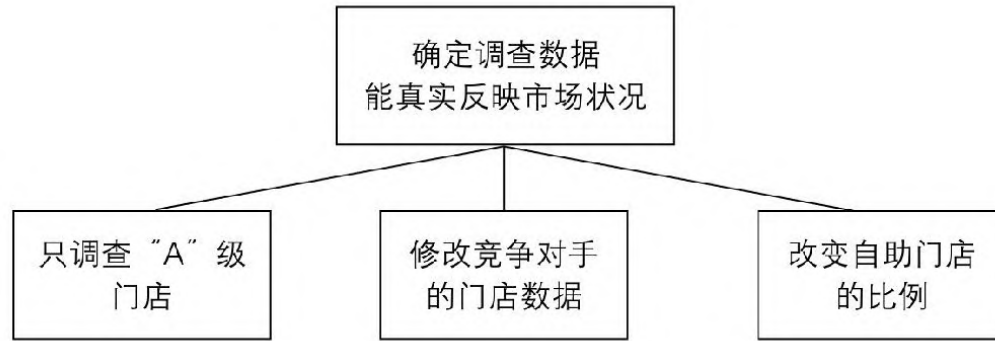 确定调查数据
能真实反映市场状况
只调查“A”级
门店
修改竞争对手
的门店数据
改变自助门店
的比例